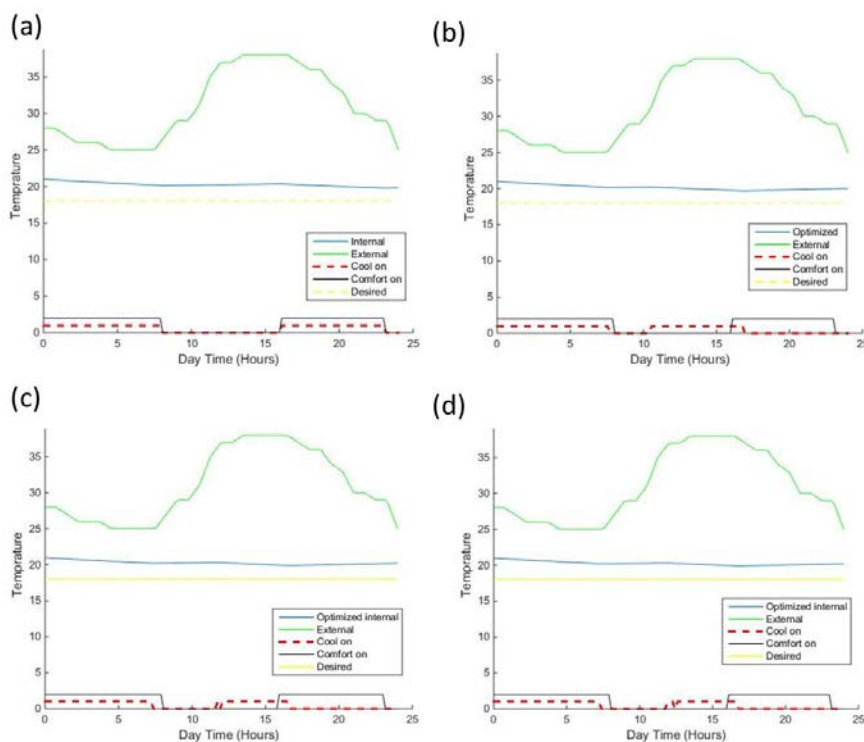 (a)
35
30
25
20
15
10
5
0
Temprature
0 5 10 15 20 25
Day Time (Hours)
Internal
External
Cool on
Comfort on
Desired
(b)
35
30
25
20
15
10
5
0
Temprature
0 5 10 15 20 25
Day Time (Hours)
Optimized
External
Cool on
Comfort on
Desired
(c)
35
30
25
20
15
10
5
0
Temprature
0 5 10 15 20 25
Day Time (Hours)
Optimized internal
External
Cool on
Comfort on
Desired
(d)
35
30
25
20
15
10
5
0
Temprature
0 5 10 15 20 25
Day Time (Hours)
Optimized internal
External
Cool on
Comfort on
Desired